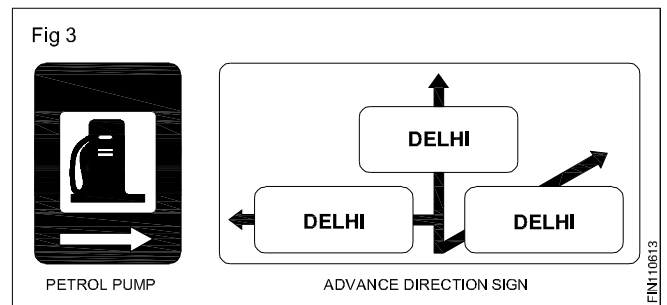 Fig 3
DELHI
DELHI
DELHI
PETROL PUMP
ADVANCE DIRECTION SIGN
FIN110613